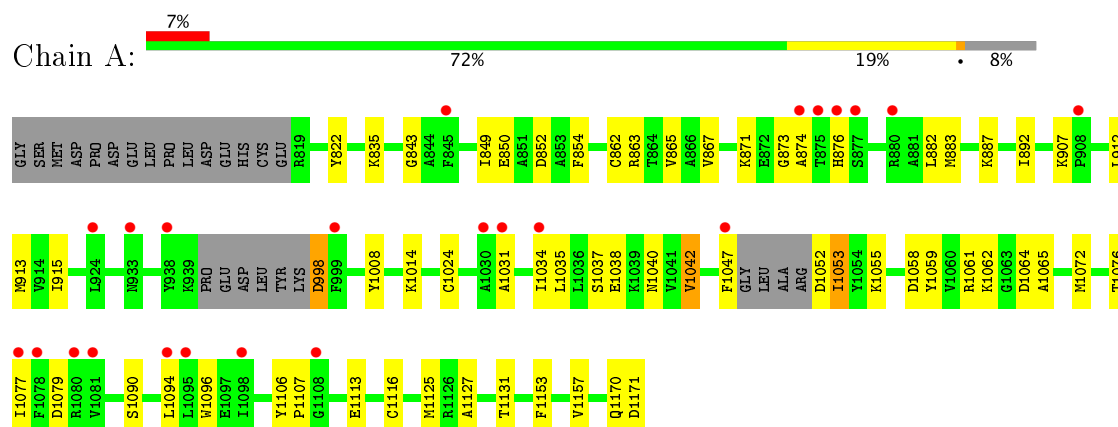 7%
Chain A:
72% 19% • 8%
GLY SER MET ASP PRO ASP GLU LEU PRO LEU ASP GLU HIS CYS GLU R819 Y822 K835 G843 A844 F845 I849 E850 A851 D852 A853 F854 C862 R863 T864 V865 A866 V867 K871 E872 G873 A874 T875 H876 S877 R880 A881 L882 M883 K887 I892 K907 P908
M913 V914 I915 L924 N933 Y938 K939 PRO GLU ASP LEU TYR LYS D998 F999 Y1008 K1014 C1024 A1030 A1031 I1034 L1035 L1036 S1037 E1038 K1039 N1040 V1041 V1042 F1047 GLY LEU ALA ARG D1052 I1053 Y1054 K1055 D1058 Y1059 V1060 R1061 K1062 G1063 D1064 A1065 M1072 T1076
I1077 F1078 D1079 R1080 V1081 S1090 L1094 L1095 W1096 E1097 I1098 Y1106 P1107 G1108 E1113 C1116 M1125 R1126 A1127 T1131 F1153 V1157 Q1170 D1171